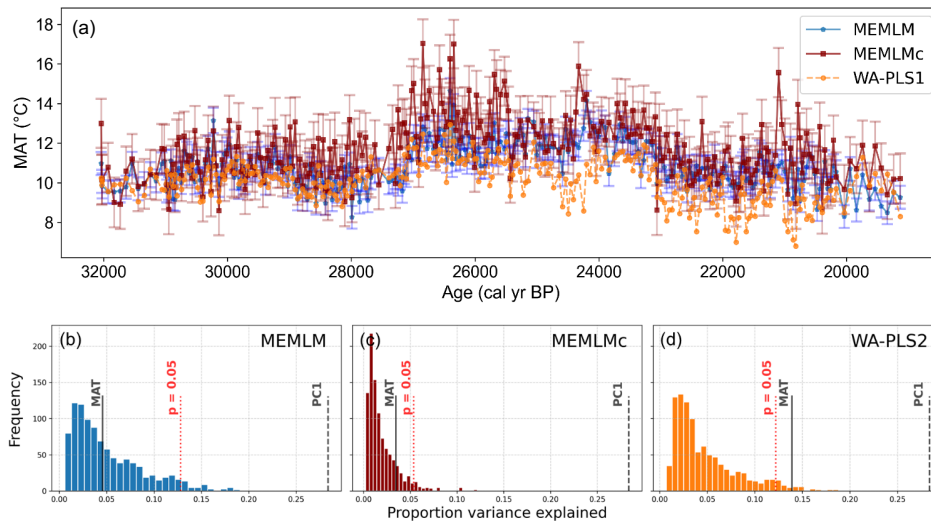 (a)
MEMLM
MEMLMc
WA-PLS1
MAT (°C)
18
16
14
12
10
8
32000 30000 28000 26000 24000 22000 20000
Age (cal yr BP)
(b) MEMLM
(c) MEMLMc
(d) WA-PLS2
Frequency
200
150
100
50
0
MAT p = 0.05 PC1
MAT p = 0.05 PC1
p = 0.05 MAT PC1
0.00 0.05 0.10 0.15 0.20 0.25
0.00 0.05 0.10 0.15 0.20 0.25
0.00 0.05 0.10 0.15 0.20 0.25
Proportion variance explained